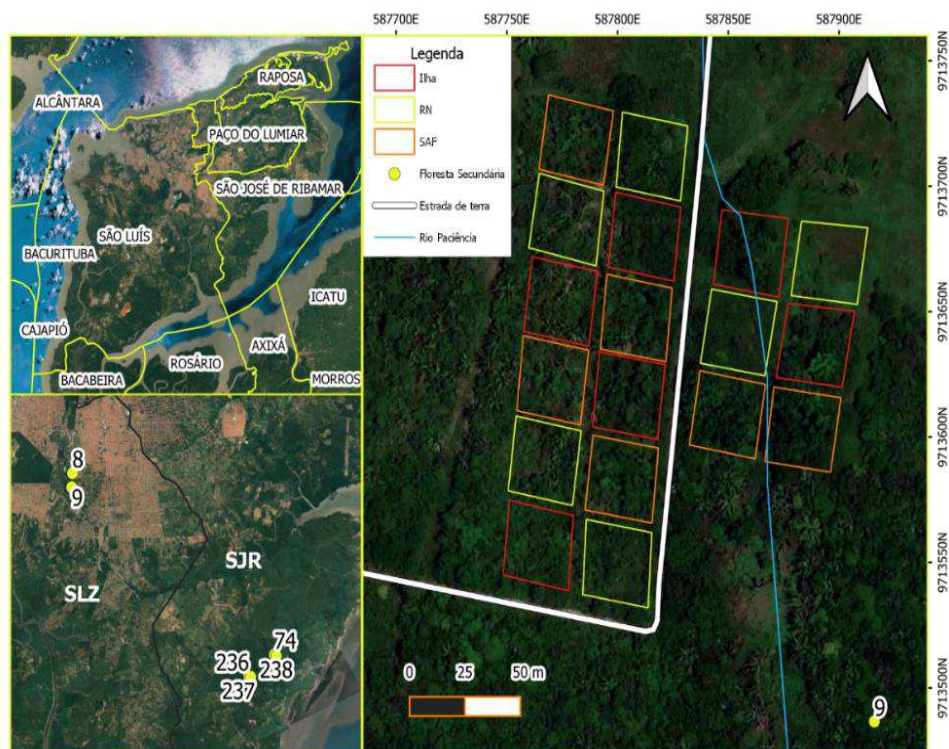 587700E 587750E 587800E 587850E 587900E
Legenda
Ilha
RN
SAF
Floresta Secundária
Estrada de terra
Rio Paciência
ALCÂNTARA
RAPOSA
PAÇO DO LUMIAR
SÃO JOSÉ DE RIBAMAR
SÃO LUÍS
BACURITUBA
ICATU
CAJAPIÓ
AXIXÁ
ROSÁRIO
BACABEIRA
MORROS
8
9
SJR
SLZ
74
236
238
237
0 25 50 m
9
9713750N
9713700N
9713650N
9713600N
9713550N
9713500N